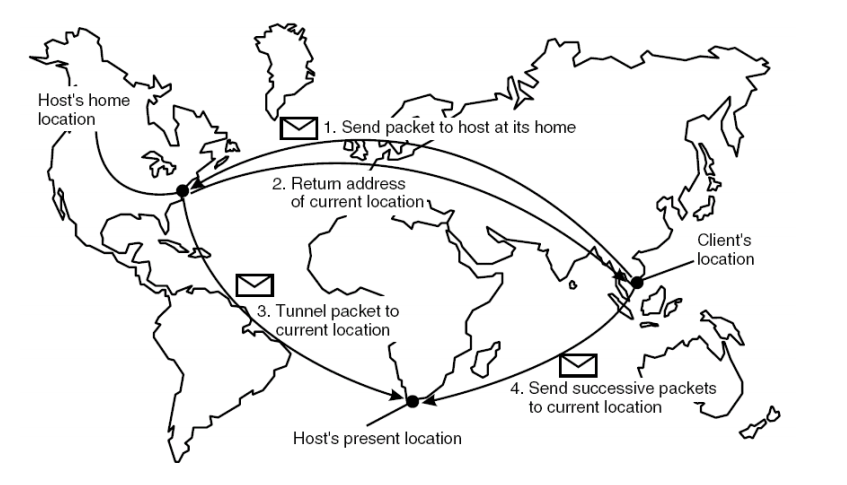 Host's home
location
1. Send packet to host at its home
2. Return address
of current location
Client's
location
3. Tunnel packet to
current location
4. Send successive packets
to current location
Host's present location